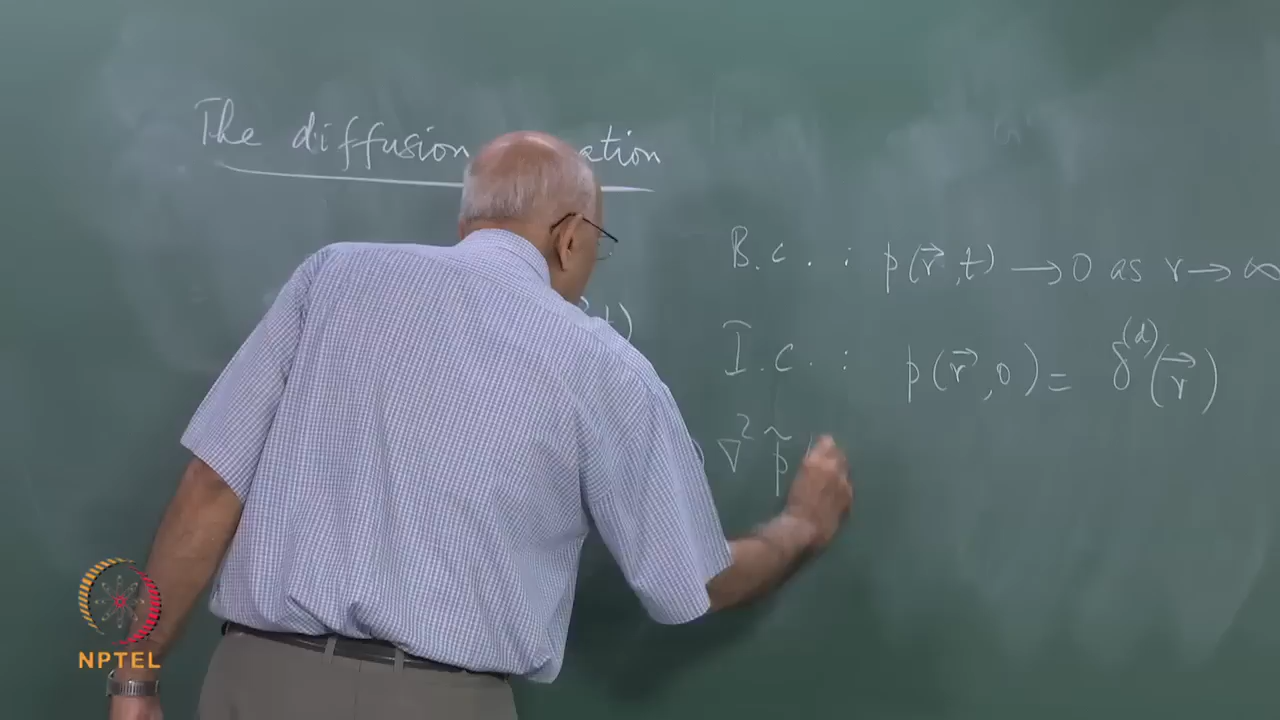 The diffusion ation
B.C. : p(r⃗,t) → 0 as r → ∞
t)
I.C. : p(r⃗,0) = δ^(d)(r⃗)
) ∇² p̃
NPTEL